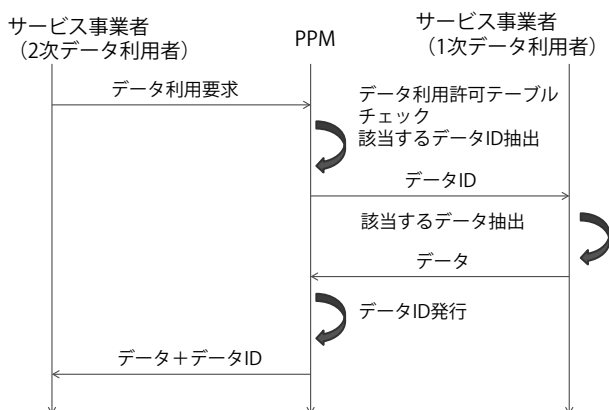 サービス事業者
（2次データ利用者）
PPM
サービス事業者
（1次データ利用者）
データ利用要求
データ利用許可テーブル
チェック
該当するデータID抽出
データID
該当するデータ抽出
データ
データID発行
データ＋データID